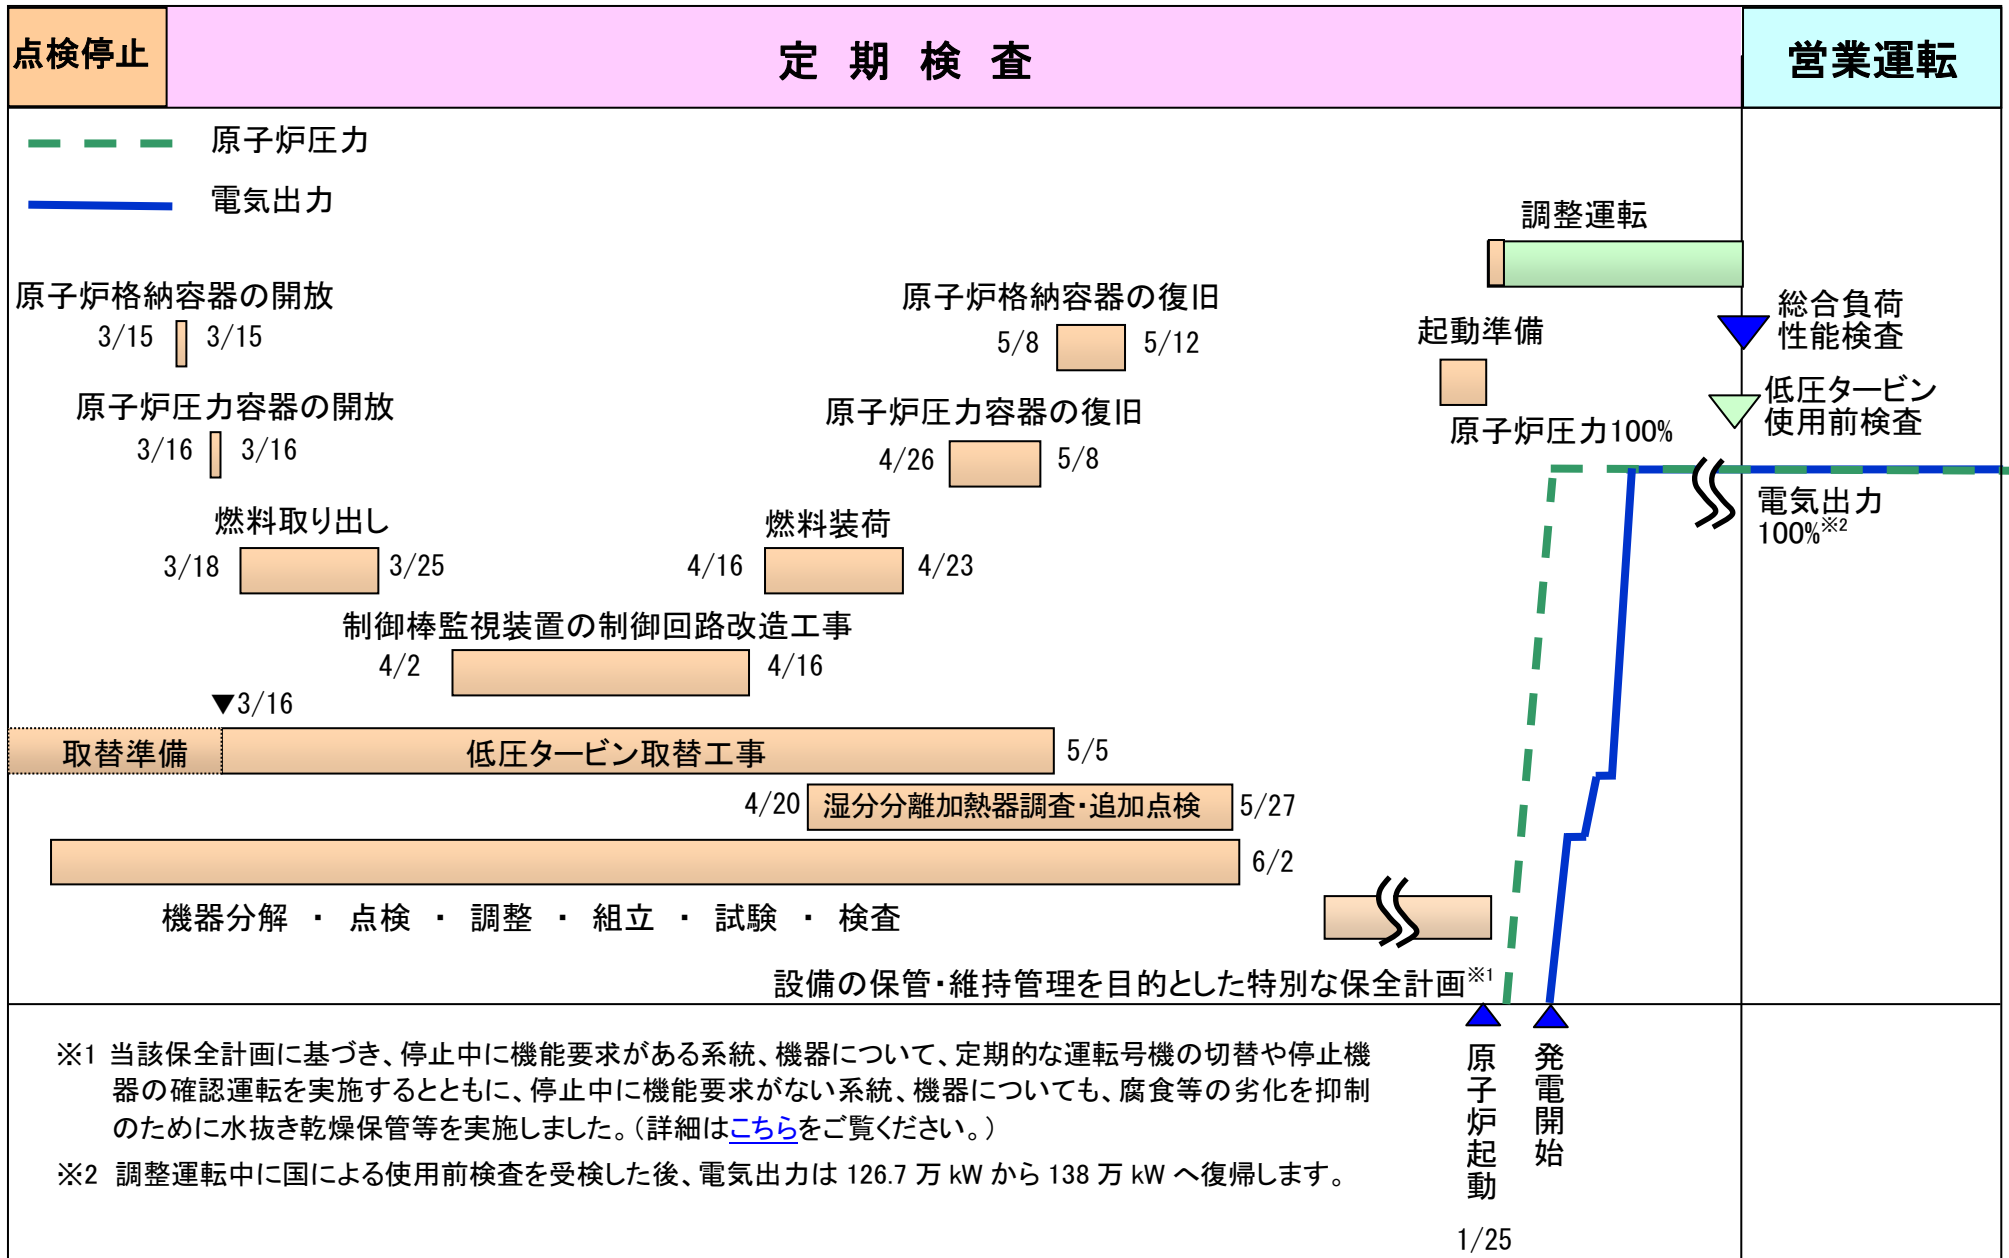 点検停止
定 期 検 査
営業運転
原子炉圧力
電気出力
調整運転
原子炉格納容器の開放
3/15 3/15
原子炉格納容器の復旧
5/8 5/12
起動準備
総合負荷
性能検査
原子炉圧力容器の開放
3/16 3/16
原子炉圧力容器の復旧
4/26 5/8
低圧タービン
使用前検査
原子炉圧力100%
電気出力
100%※2
燃料取り出し
3/18 3/25
燃料装荷
4/16 4/23
制御棒監視装置の制御回路改造工事
4/2 4/16
▼3/16
取替準備 低圧タービン取替工事 5/5
4/20 湿分分離加熱器調査・追加点検 5/27
6/2
機器分解 ・ 点検 ・ 調整 ・ 組立 ・ 試験 ・ 検査
設備の保管・維持管理を目的とした特別な保全計画※1
※1 当該保全計画に基づき、停止中に機能要求がある系統、機器について、定期的な運転号機の切替や停止機
器の確認運転を実施するとともに、停止中に機能要求がない系統、機器についても、腐食等の劣化を抑制
のために水抜き乾燥保管等を実施しました。（詳細はこちらをご覧ください。）
※2 調整運転中に国による使用前検査を受検した後、電気出力は 126.7 万 kW から 138 万 kW へ復帰します。
原子炉起動
1/25
発電開始